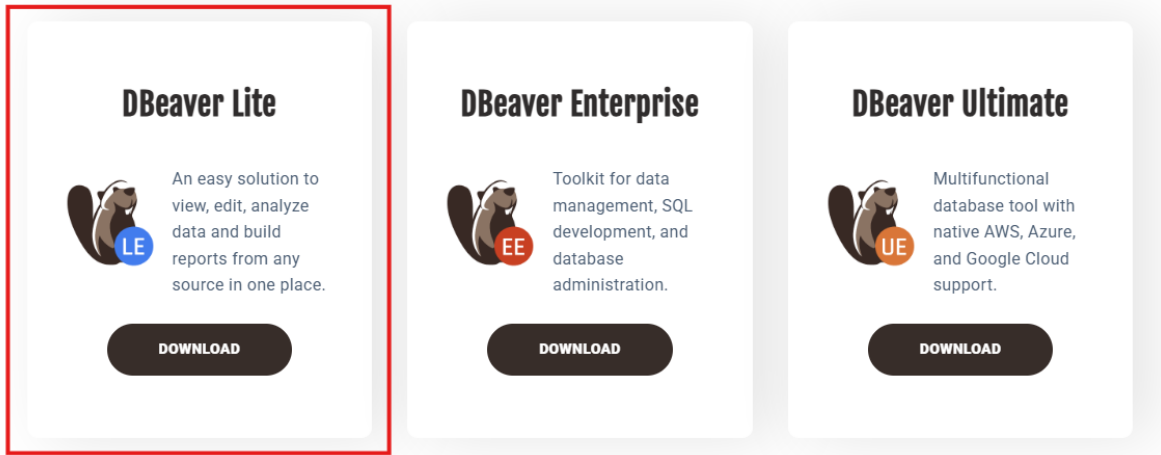 DBeaver Lite
An easy solution to
view, edit, analyze
data and build
reports from any
source in one place.
LE
DOWNLOAD
DBeaver Enterprise
Toolkit for data
management, SQL
development, and
database
administration.
EE
DOWNLOAD
DBeaver Ultimate
Multifunctional
database tool with
native AWS, Azure,
and Google Cloud
support.
UE
DOWNLOAD